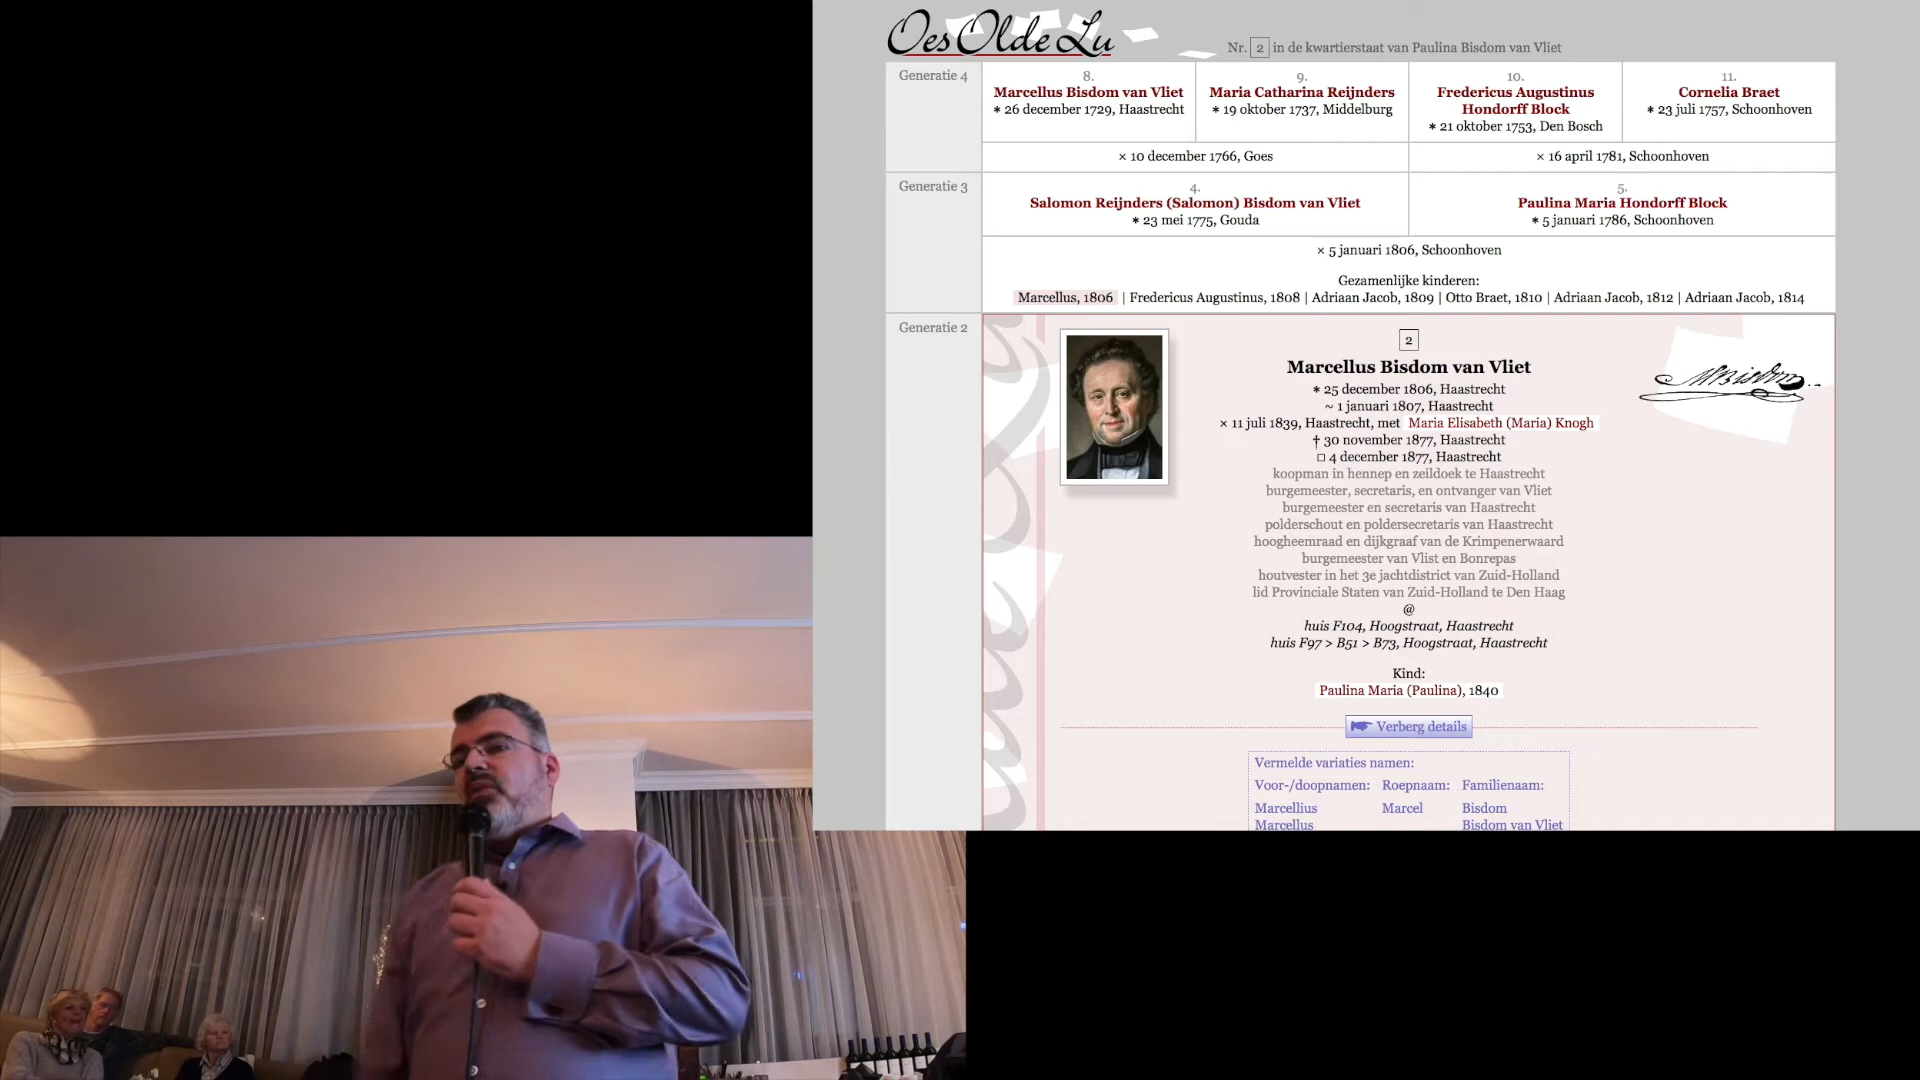 Oes Olde Lu
Nr. 2 in de kwartierstaat van Paulina Bisdom van Vliet
Generatie 4
8.
Marcellus Bisdom van Vliet
* 26 december 1729, Haastrecht
9.
Maria Catharina Reijnders
* 19 oktober 1737, Middelburg
10.
Fredericus Augustinus
Hondorff Block
* 21 oktober 1753, Den Bosch
11.
Cornelia Braet
* 23 juli 1757, Schoonhoven
× 10 december 1766, Goes
× 16 april 1781, Schoonhoven
Generatie 3
4.
Salomon Reijnders (Salomon) Bisdom van Vliet
* 23 mei 1775, Gouda
5.
Paulina Maria Hondorff Block
* 5 januari 1786, Schoonhoven
× 5 januari 1806, Schoonhoven
Gezamenlijke kinderen:
Marcellus, 1806 | Fredericus Augustinus, 1808 | Adriaan Jacob, 1809 | Otto Braet, 1810 | Adriaan Jacob, 1812 | Adriaan Jacob, 1814
Generatie 2
2
Marcellus Bisdom van Vliet
* 25 december 1806, Haastrecht
~ 1 januari 1807, Haastrecht
× 11 juli 1839, Haastrecht, met Maria Elisabeth (Maria) Knogh
† 30 november 1877, Haastrecht
□ 4 december 1877, Haastrecht
koopman in hennep en zeildoek te Haastrecht
burgemeester, secretaris, en ontvanger van Vliet
burgemeester en secretaris van Haastrecht
polderschout en poldersecretaris van Haastrecht
hoogheemraad en dijkgraaf van de Krimpenerwaard
burgemeester van Vlist en Bonrepas
houtvester in het 3e jachtdistrict van Zuid-Holland
lid Provinciale Staten van Zuid-Holland te Den Haag
@
huis F104, Hoogstraat, Haastrecht
huis F97 > B51 > B73, Hoogstraat, Haastrecht
Kind:
Paulina Maria (Paulina), 1840
Verberg details
Vermelde variaties namen:
Voor-/doopnamen: Roepnaam: Familienaam:
Marcellius Marcel Bisdom
Marcellus Bisdom van Vliet